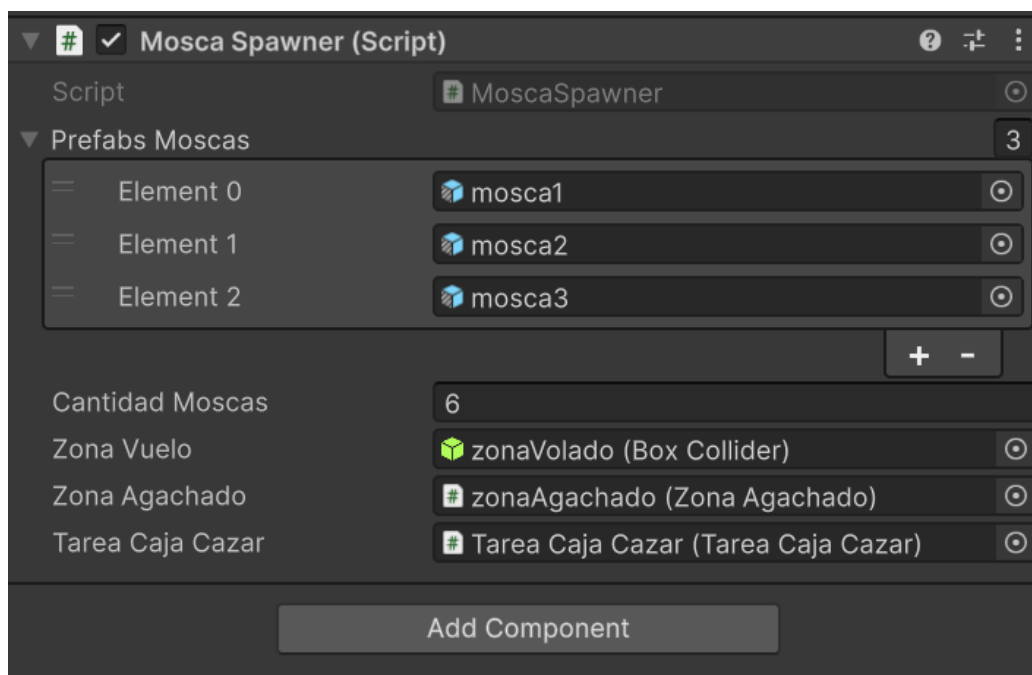 Mosca Spawner (Script)
Script MoscaSpawner
Prefabs Moscas 3
Element 0 mosca1
Element 1 mosca2
Element 2 mosca3
+ -
Cantidad Moscas 6
Zona Vuelo zonaVolado (Box Collider)
Zona Agachado zonaAgachado (Zona Agachado)
Tarea Caja Cazar Tarea Caja Cazar (Tarea Caja Cazar)
Add Component